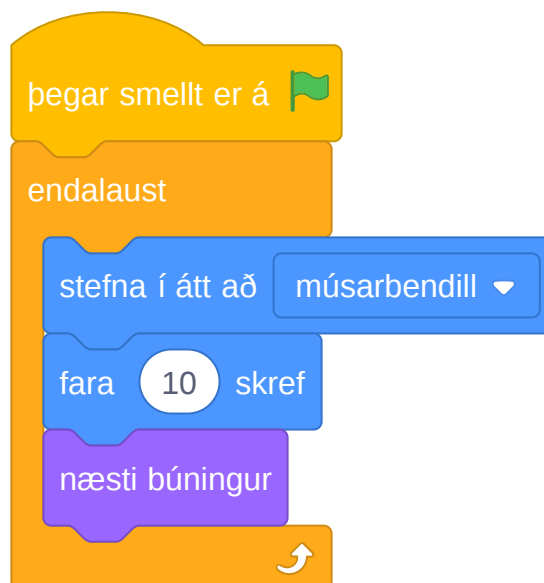 þegar smellt er á
endalaust
stefna í átt að músarbendill
fara 10 skref
næsti búningur